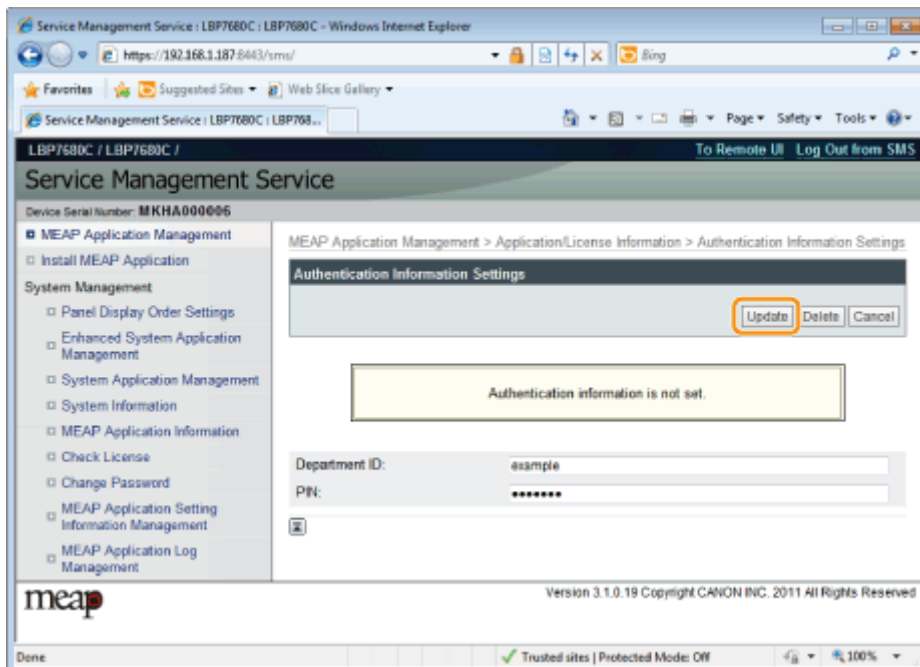 Service Management Service : LBP7680C : LBP7680C - Windows Internet Explorer
https://192.168.1.187:8443/sms/
Bing
Favorites
Suggested Sites
Web Slice Gallery
Service Management Service : LBP7680C : LBP768...
Page
Safety
Tools
LBP7680C / LBP7680C /
To Remote UI
Log Out from SMS
Service Management Service
Device Serial Number: MKHA000006
MEAP Application Management
Install MEAP Application
System Management
Panel Display Order Settings
Enhanced System Application
Management
System Application Management
System Information
MEAP Application Information
Check License
Change Password
MEAP Application Setting
Information Management
MEAP Application Log
Management
MEAP Application Management > Application/License Information > Authentication Information Settings
Authentication Information Settings
Update
Delete
Cancel
Authentication information is not set.
Department ID:
example
PIN:
•••••••
meap
Version 3.1.0.19 Copyright CANON INC. 2011 All Rights Reserved
Done
Trusted sites | Protected Mode: Off
100%